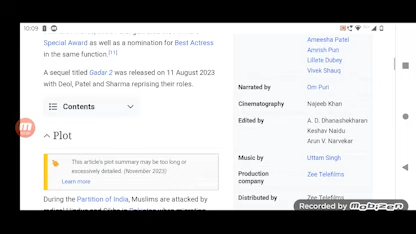 10:09
Special Award as well as a nomination for Best Actress
in the same function.[11]
A sequel titled Gadar 2 was released on 11 August 2023
with Deol, Patel and Sharma reprising their roles.
Contents
Plot
This article's plot summary may be too long or
excessively detailed. (November 2023)
Learn more
During the Partition of India, Muslims are attacked by
Ameesha Patel
Amrish Puri
Lillete Dubey
Vivek Shauq
Narrated by Om Puri
Cinematography Najeeb Khan
Edited by A. D. Dhanashekharan
Keshav Naidu
Arun V. Narvekar
Music by Uttam Singh
Production Zee Telefilms
company
Distributed by Zee Telefilms
Recorded by mobizen